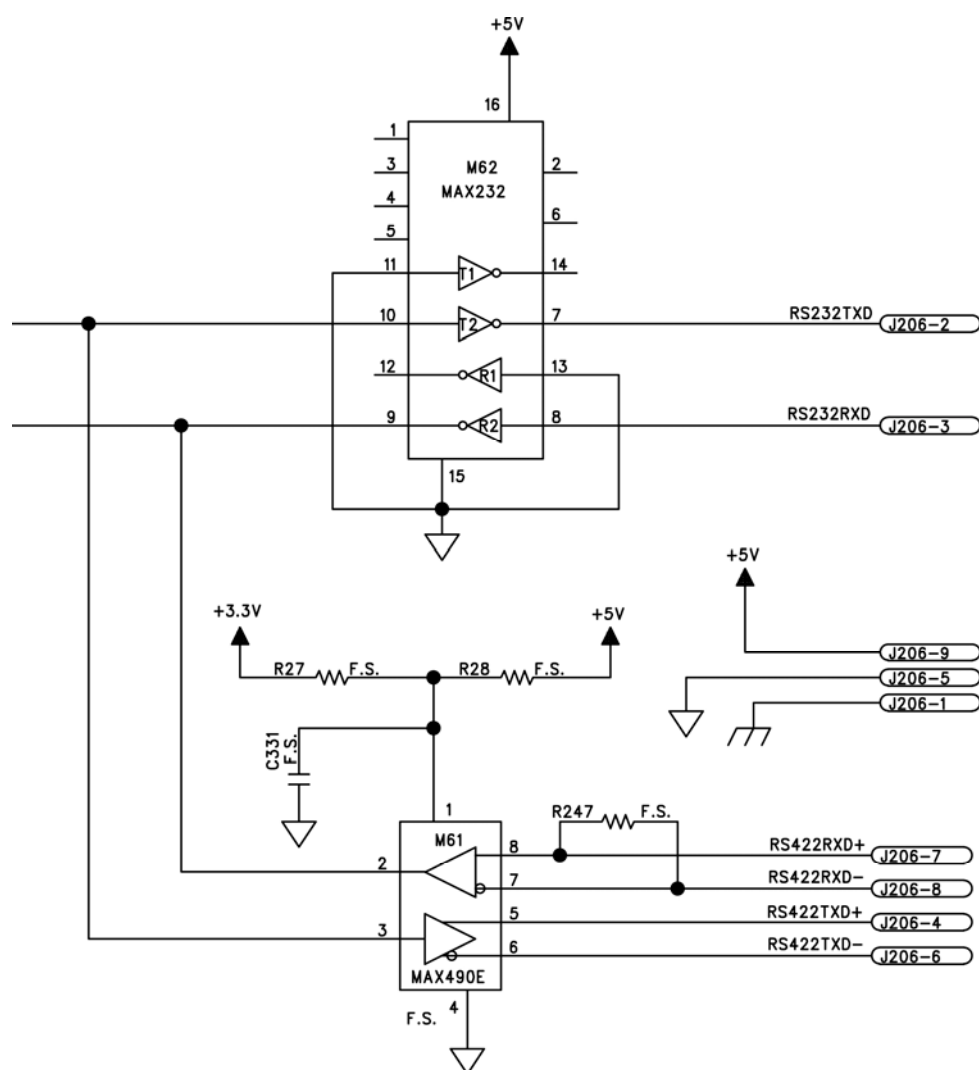 +5V
16
1
M62
2
3
MAX232
4
6
5
11
T1
14
10
T2
7
RS232TXD
J206-2
12
R1
13
9
R2
8
RS232RXD
J206-3
15
+5V
+3.3V
+5V
J206-9
R27
F.S.
R28
F.S.
J206-5
J206-1
C331
F.S.
1
R247
F.S.
M61
8
RS422RXD+
J206-7
2
7
RS422RXD-
J206-8
5
RS422TXD+
J206-4
3
6
RS422TXD-
J206-6
MAX490E
4
F.S.